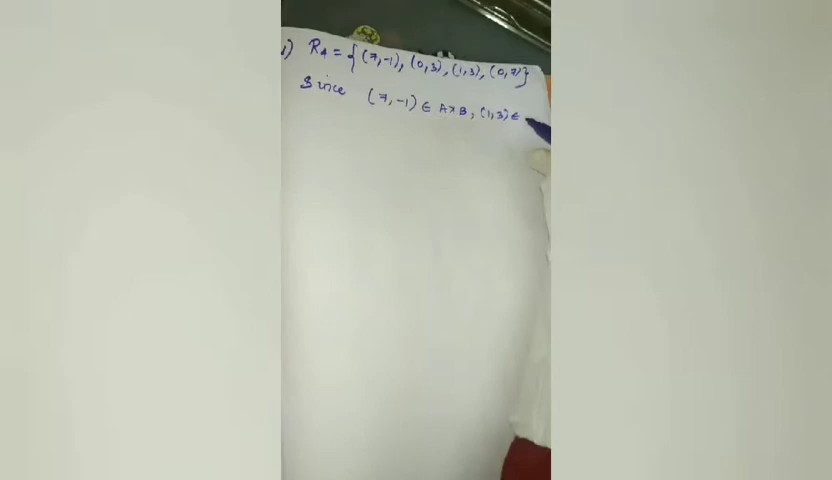 ) R4 = {(7,-1), (0,3), (1,3), (0,7)}
Since (7,-1) ∈ A×B, (1,3) ∈